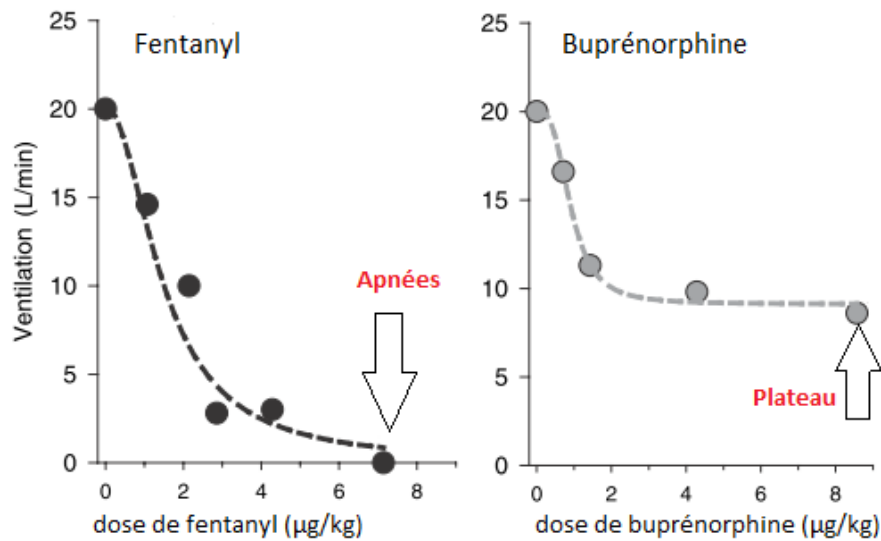 Fentanyl
Ventilation (L/min)
25
20
15
10
5
0
Apnées
0 2 4 6 8
dose de fentanyl (µg/kg)
Buprénorphine
25
20
15
10
5
0
Plateau
0 2 4 6 8
dose de buprénorphine (µg/kg)